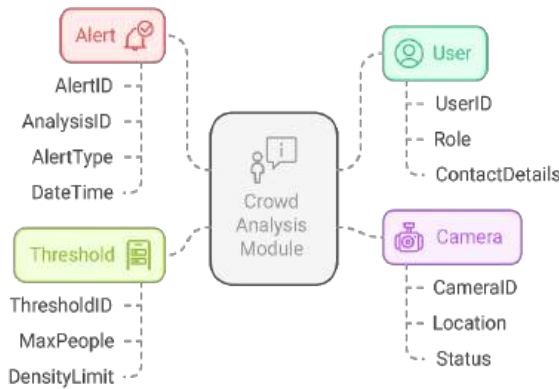 Alert
AlertID
AnalysisID
AlertType
DateTime
Threshold
ThresholdID
MaxPeople
DensityLimit
i
Crowd
Analysis
Module
User
UserID
Role
ContactDetails
Camera
CameraID
Location
Status